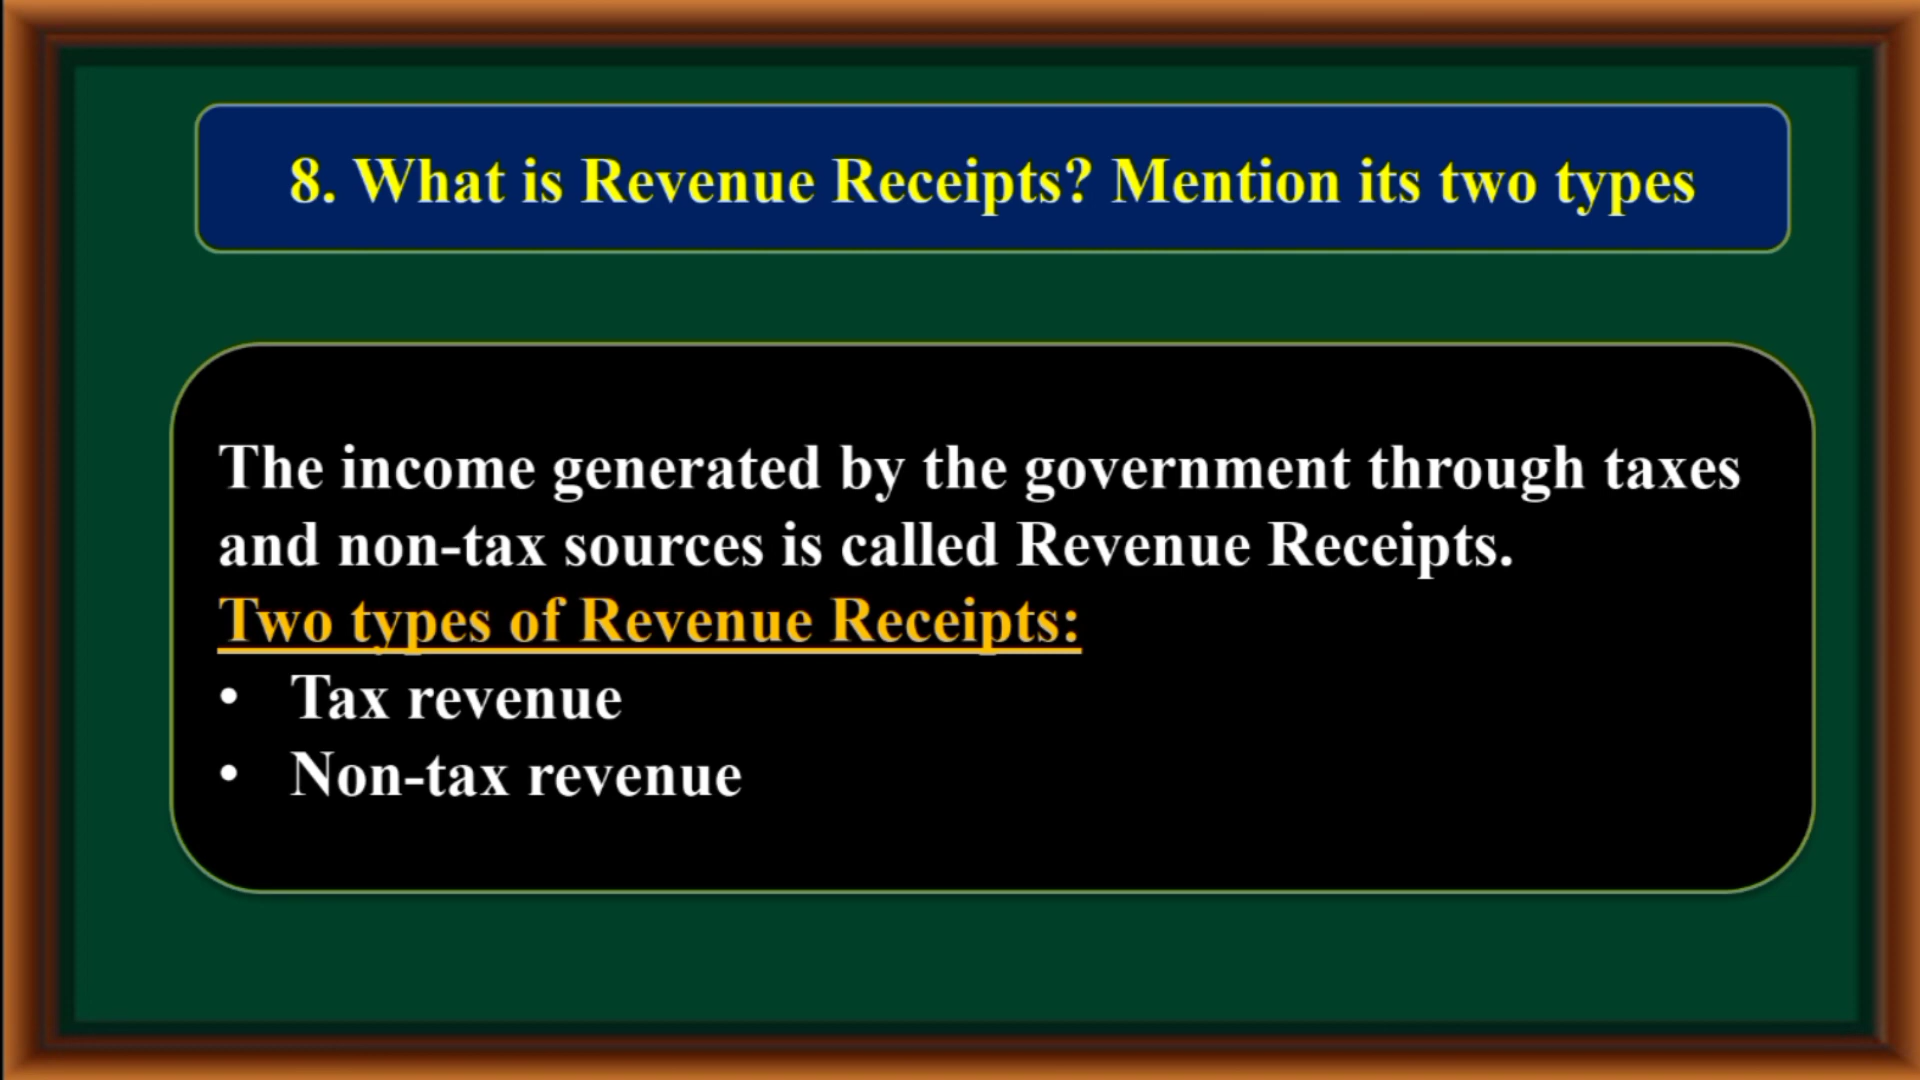 8. What is Revenue Receipts? Mention its two types
The income generated by the government through taxes
and non-tax sources is called Revenue Receipts.
Two types of Revenue Receipts:
• Tax revenue
• Non-tax revenue